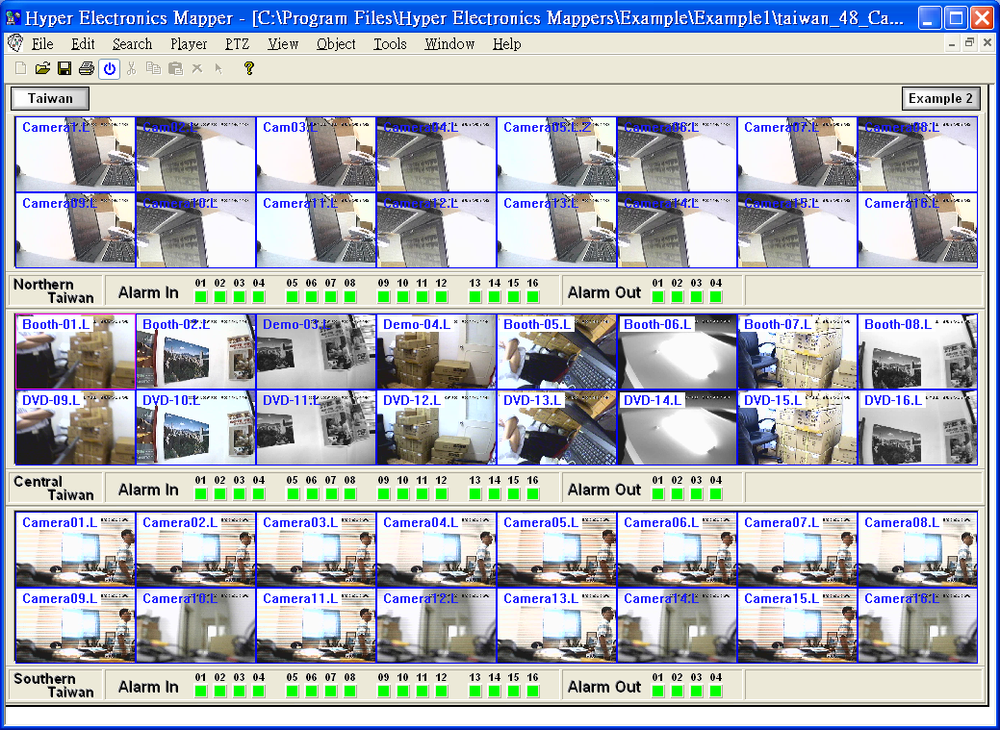 Hyper Electronics Mapper - [C:\Program Files\Hyper Electronics Mappers\Example\Example1\taiwan_48_Ca...
File Edit Search Player PTZ View Object Tools Window Help
Taiwan Example 2
Camera1.L Cam02.L Cam03.L Camera04.L Camera05.L.Z Camera06.L Camera07.L Camera08.L
Camera09.L Camera10.L Camera11.L Camera12.L Camera13.L Camera14.L Camera15.L Camera16.L
Northern Taiwan Alarm In 01 02 03 04 05 06 07 08 09 10 11 12 13 14 15 16 Alarm Out 01 02 03 04
Booth-01.L Booth-02.L Demo-03.L Demo-04.L Booth-05.L Booth-06.L Booth-07.L Booth-08.L
DVD-09.L DVD-10.L DVD-11.L DVD-12.L DVD-13.L DVD-14.L DVD-15.L DVD-16.L
Central Taiwan Alarm In 01 02 03 04 05 06 07 08 09 10 11 12 13 14 15 16 Alarm Out 01 02 03 04
Camera01.L Camera02.L Camera03.L Camera04.L Camera05.L Camera06.L Camera07.L Camera08.L
Camera09.L Camera10.L Camera11.L Camera12.L Camera13.L Camera14.L Camera15.L Camera16.L
Southern Taiwan Alarm In 01 02 03 04 05 06 07 08 09 10 11 12 13 14 15 16 Alarm Out 01 02 03 04